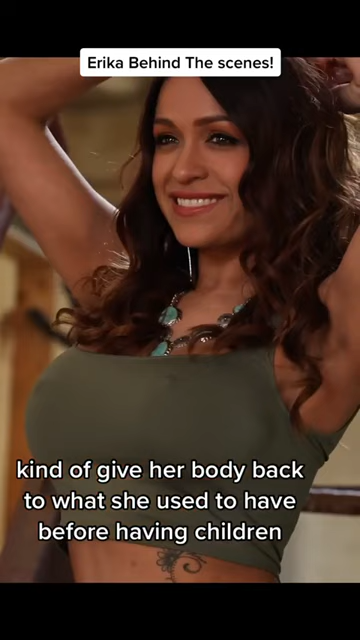 Erika Behind The scenes!
kind of give her body back
to what she used to have
before having children